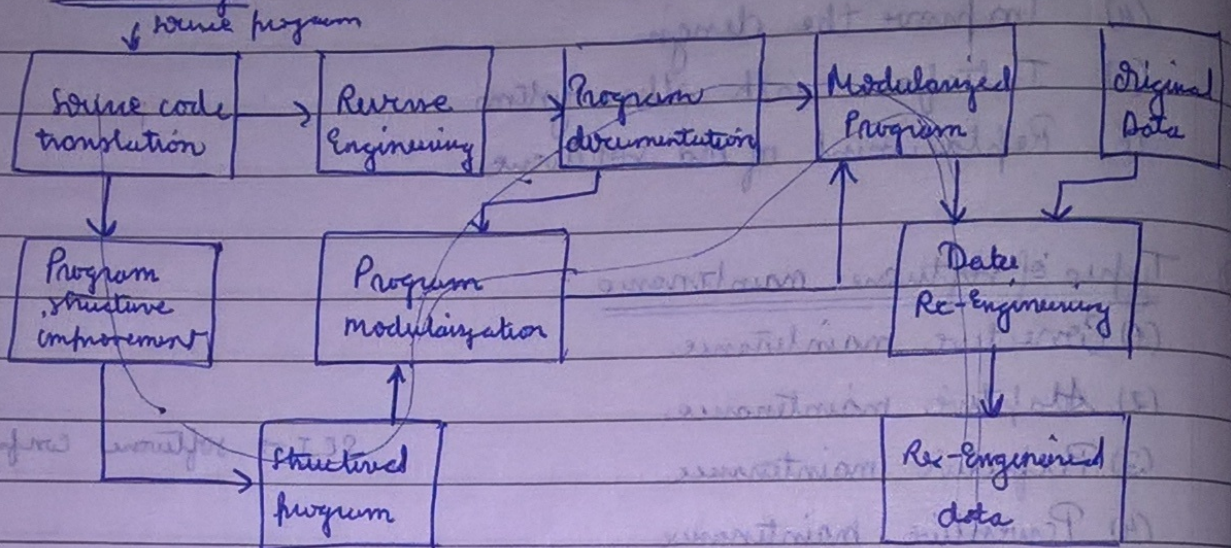 source program
Source code
translation
Reverse
Engineering
Program
documentation
Modularized
Program
Original
Data
Program
structure
improvement
Program
modularization
Data
Re-Engineering
Structured
program
Re-Engineered
data